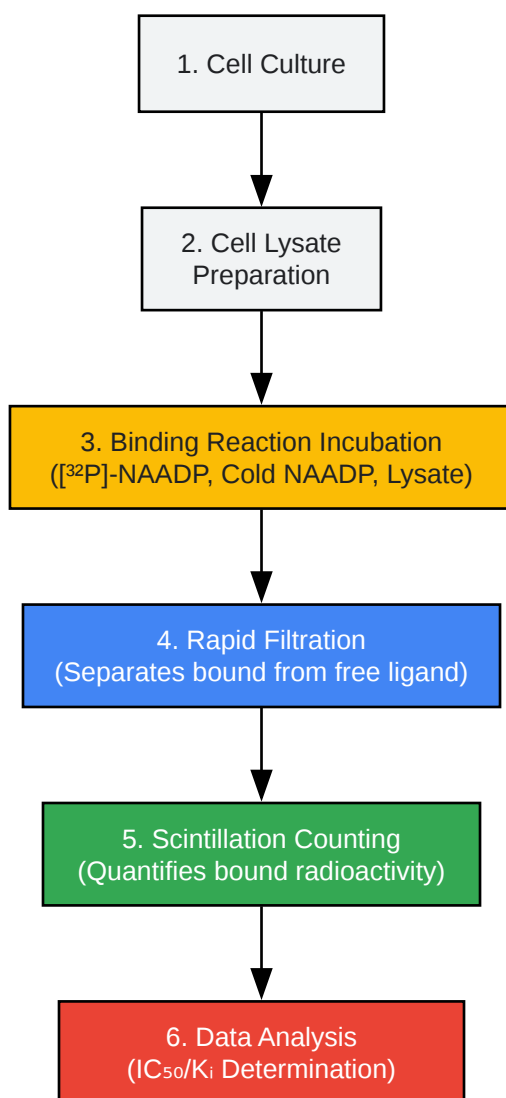 1. Cell Culture
2. Cell Lysate
Preparation
3. Binding Reaction Incubation
([³²P]-NAADP, Cold NAADP, Lysate)
4. Rapid Filtration
(Separates bound from free ligand)
5. Scintillation Counting
(Quantifies bound radioactivity)
6. Data Analysis
(IC₅₀/Kᵢ Determination)